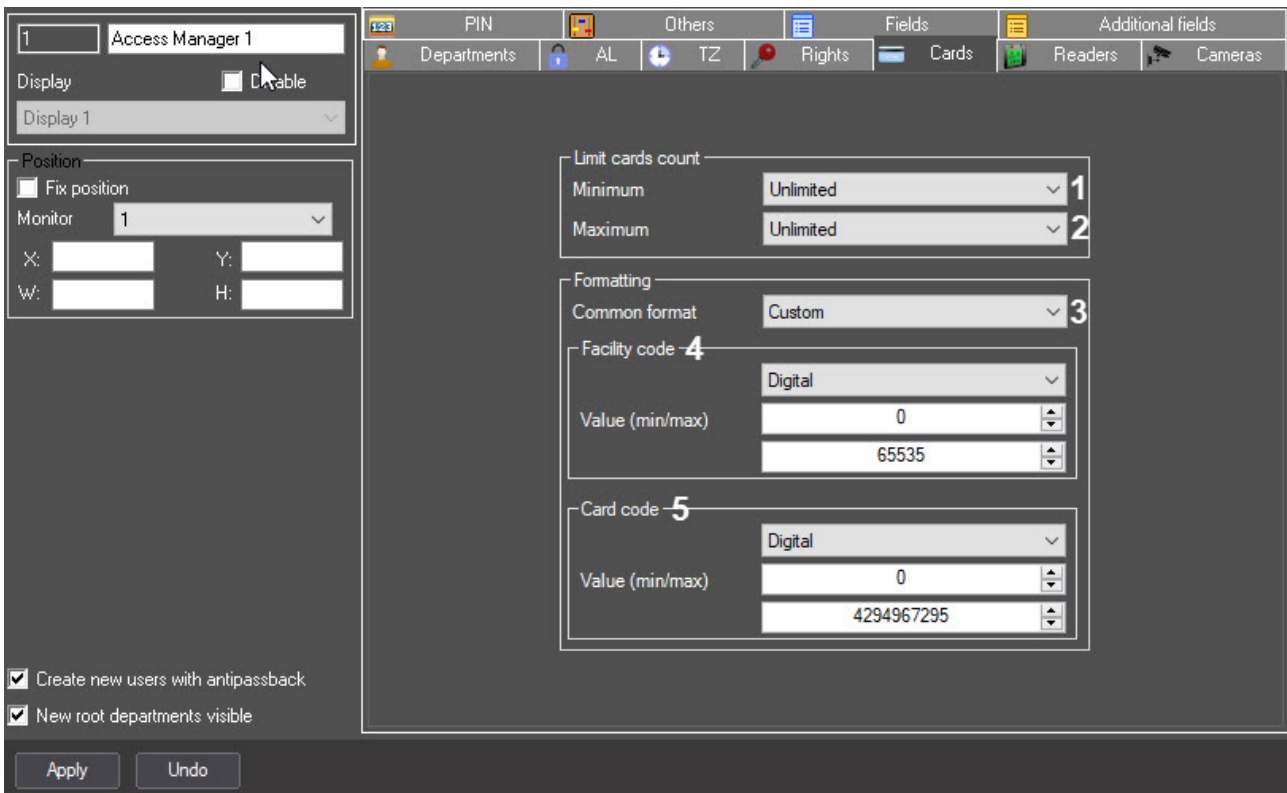 1 Access Manager 1
Display Disable
Display 1
Position
Fix position
Monitor 1
X: Y:
W: H:
Create new users with antipassback
New root departments visible
Apply Undo
123 PIN Others Fields Additional fields
Departments AL TZ Rights Cards Readers Cameras
Limit cards count
Minimum Unlimited 1
Maximum Unlimited 2
Formatting
Common format Custom 3
Facility code 4
Digital
Value (min/max) 0
65535
Card code 5
Digital
Value (min/max) 0
4294967295